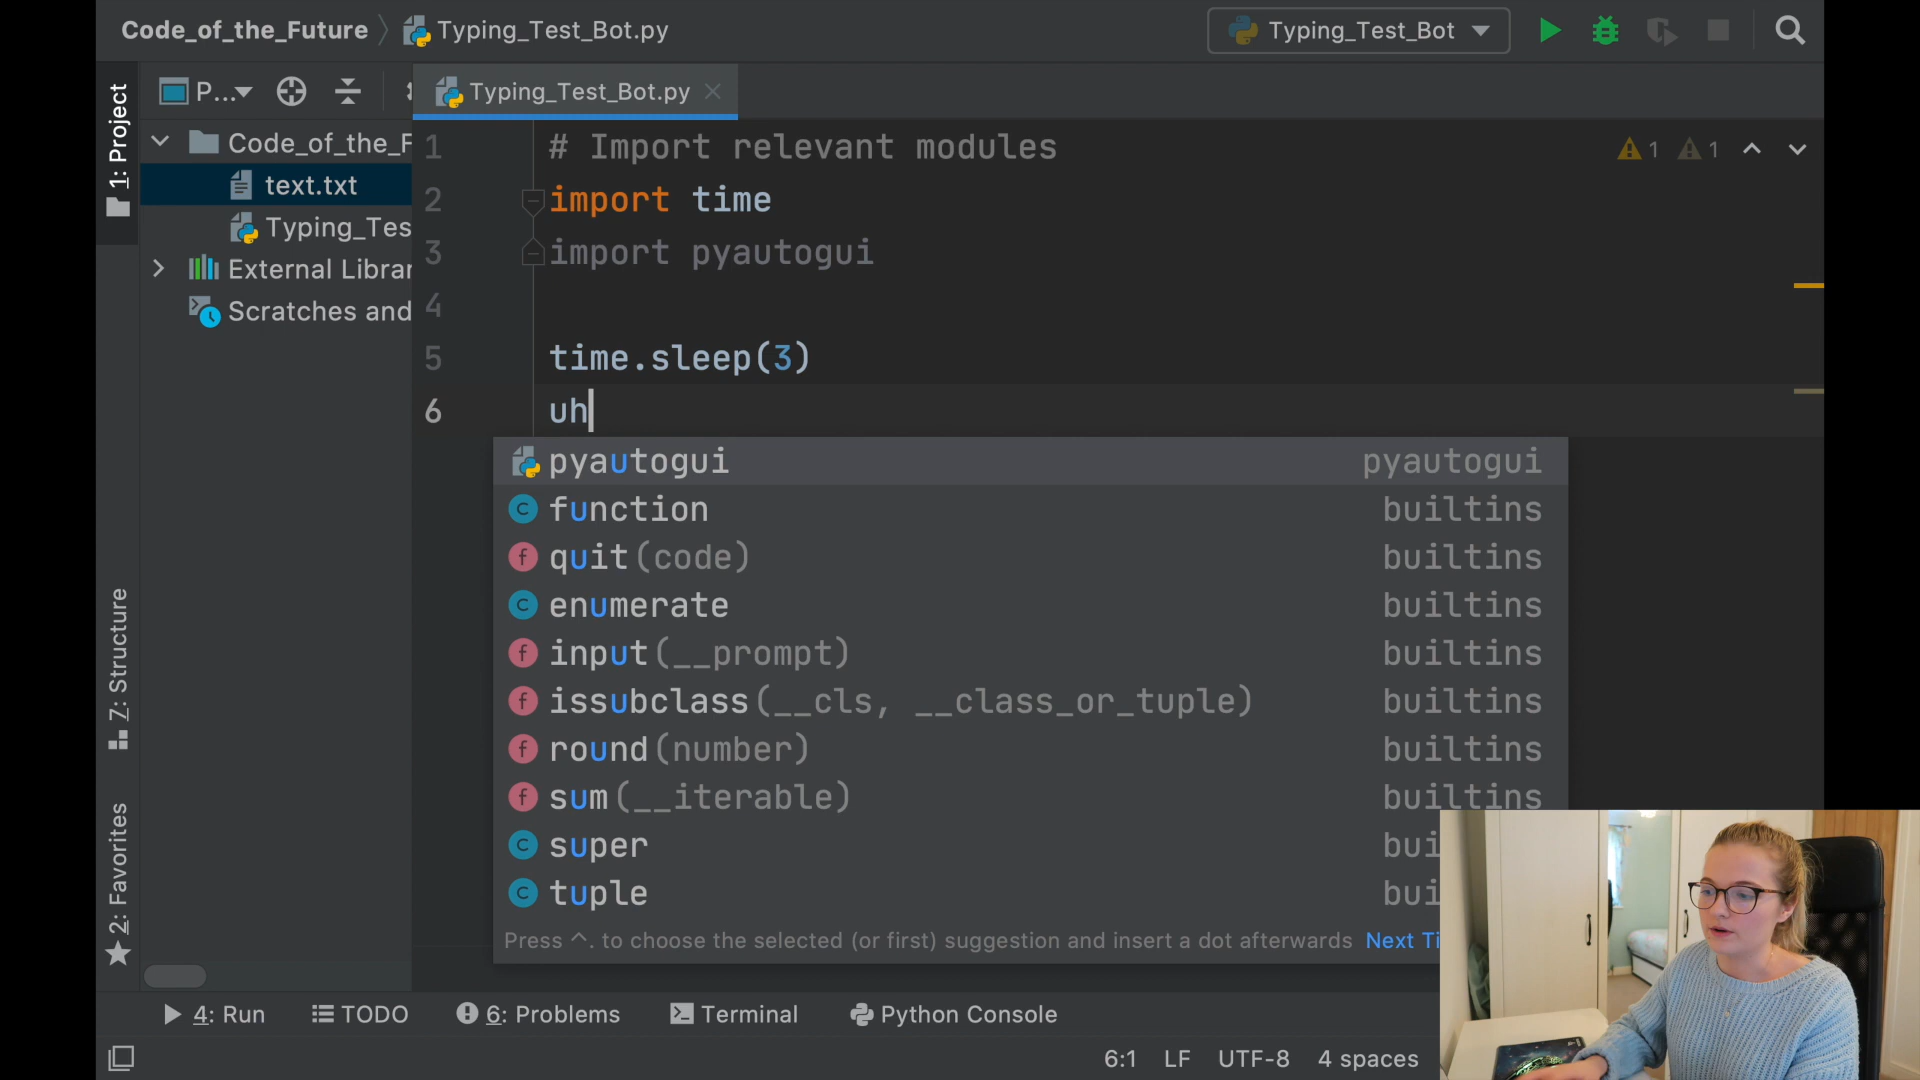 Code_of_the_Future
Typing_Test_Bot.py
Typing_Test_Bot
1: Project
P...
Typing_Test_Bot.py
Code_of_the_F
text.txt
Typing_Tes
External Librar
Scratches and
1 # Import relevant modules
1 1
2 import time
3 import pyautogui
4
5 time.sleep(3)
6 uh
pyautogui pyautogui
function builtins
quit(code) builtins
enumerate builtins
input(__prompt) builtins
issubclass(__cls, __class_or_tuple) builtins
round(number) builtins
sum(__iterable) builtins
super bui
tuple bui
Press ^. to choose the selected (or first) suggestion and insert a dot afterwards Next Ti
7: Structure
2: Favorites
4: Run
TODO
6: Problems
Terminal
Python Console
6:1 LF UTF-8 4 spaces